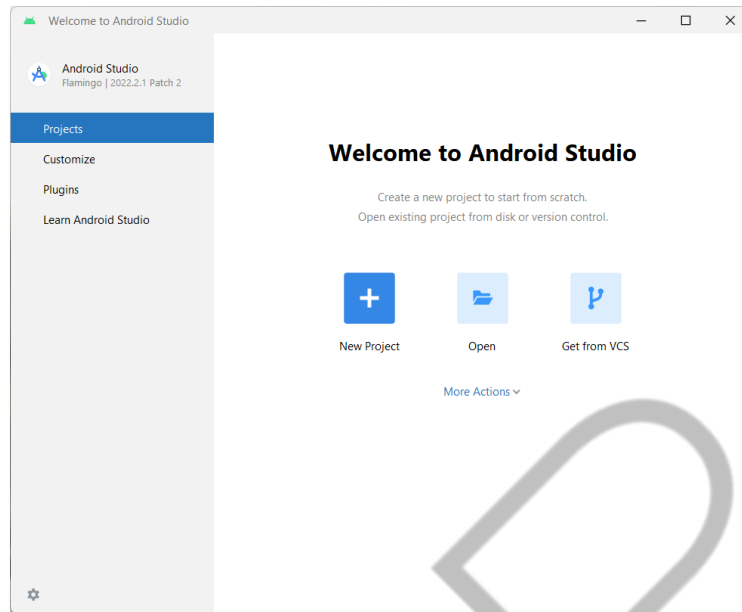 Welcome to Android Studio
Android Studio
Flamingo | 2022.2.1 Patch 2
Projects
Customize
Plugins
Learn Android Studio
Welcome to Android Studio
Create a new project to start from scratch.
Open existing project from disk or version control.
New Project
Open
Get from VCS
More Actions